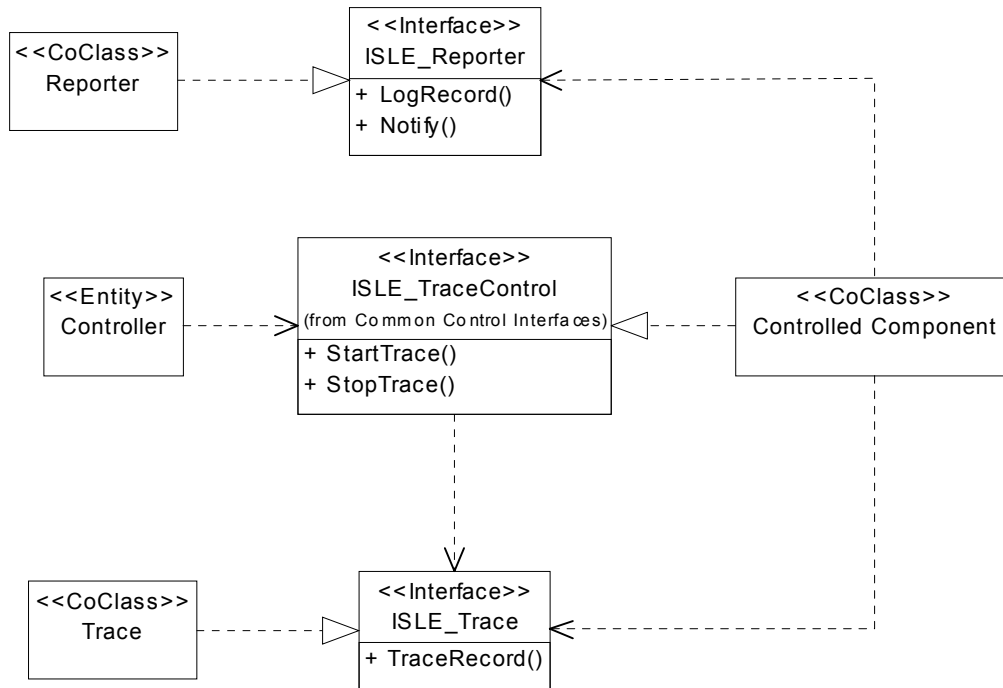 <<Interface>>
ISLE_Reporter
+ LogRecord()
+ Notify()
<<CoClass>>
Reporter
<<Interface>>
ISLE_TraceControl
(from Common Control Interfaces)
+ StartTrace()
+ StopTrace()
<<Entity>>
Controller
<<CoClass>>
Controlled Component
<<CoClass>>
Trace
<<Interface>>
ISLE_Trace
+ TraceRecord()